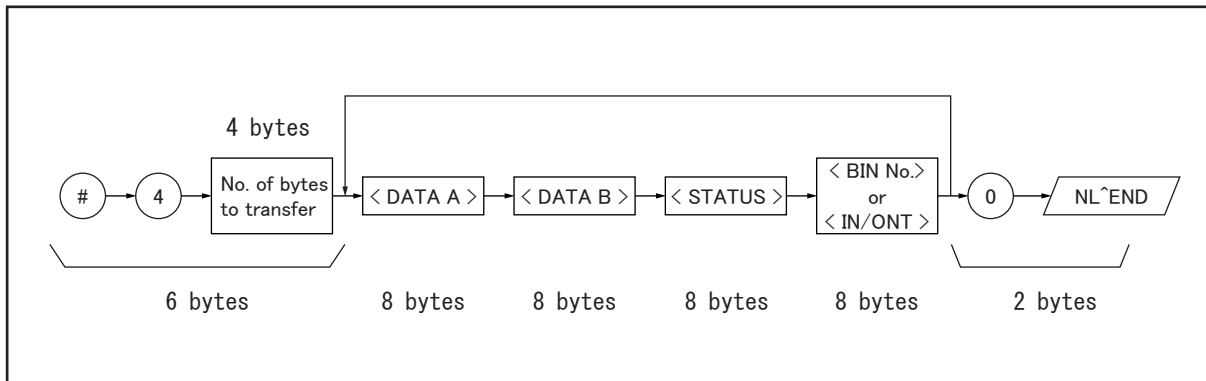 4 bytes
#
4
No. of bytes
to transfer
< DATA A >
< DATA B >
< STATUS >
< BIN No.>
or
< IN/ONT >
0
NL^END
6 bytes
8 bytes
8 bytes
8 bytes
8 bytes
2 bytes